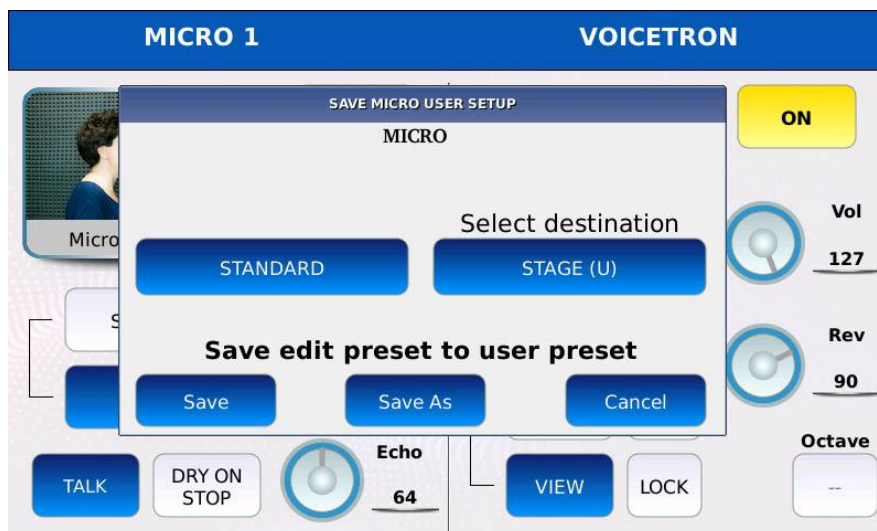 MICRO 1
VOICETRON
SAVE MICRO USER SETUP
MICRO
Select destination
STANDARD
STAGE (U)
Save edit preset to user preset
Save
Save As
Cancel
ON
Vol
127
Rev
90
Octave
--
Micro
S
TALK
DRY ON
STOP
Echo
64
VIEW
LOCK